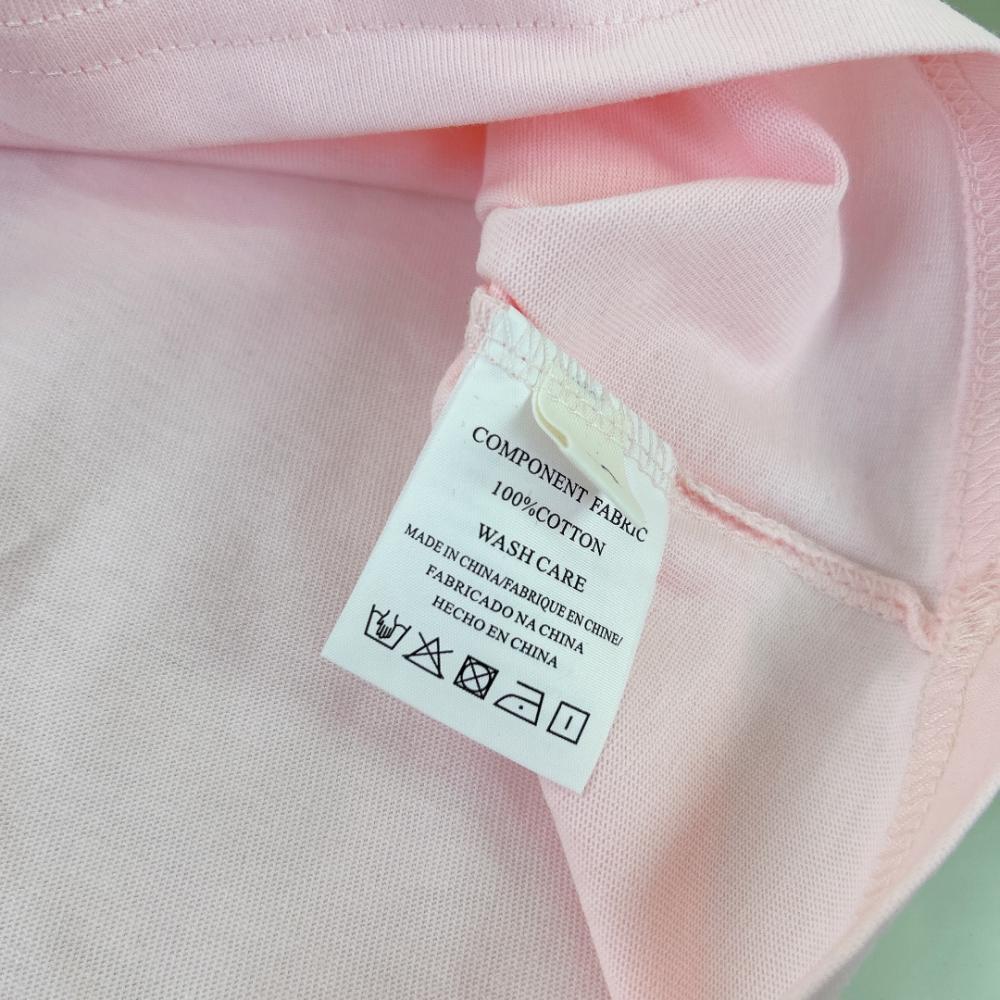 COMPONENT FABRIC
100%COTTON
WASH CARE
MADE IN CHINA/FABRIQUE EN CHINE/
FABRICADO NA CHINA
HECHO EN CHINA